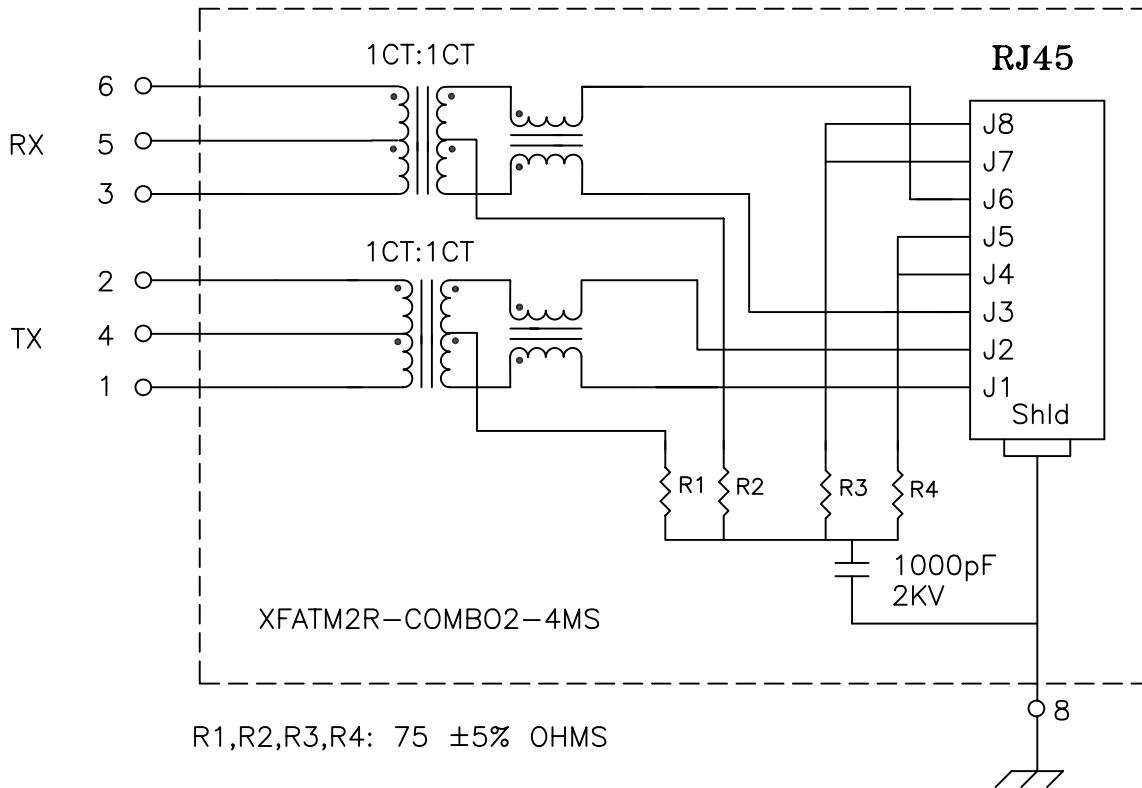 1CT:1CT
RJ45
6
RX
5
3
J8
J7
J6
J5
J4
J3
J2
J1
Shld
1CT:1CT
2
TX
4
1
R1
R2
R3
R4
1000pF
2KV
XFATM2R-COMBO2-4MS
8
R1,R2,R3,R4: 75 ±5% OHMS